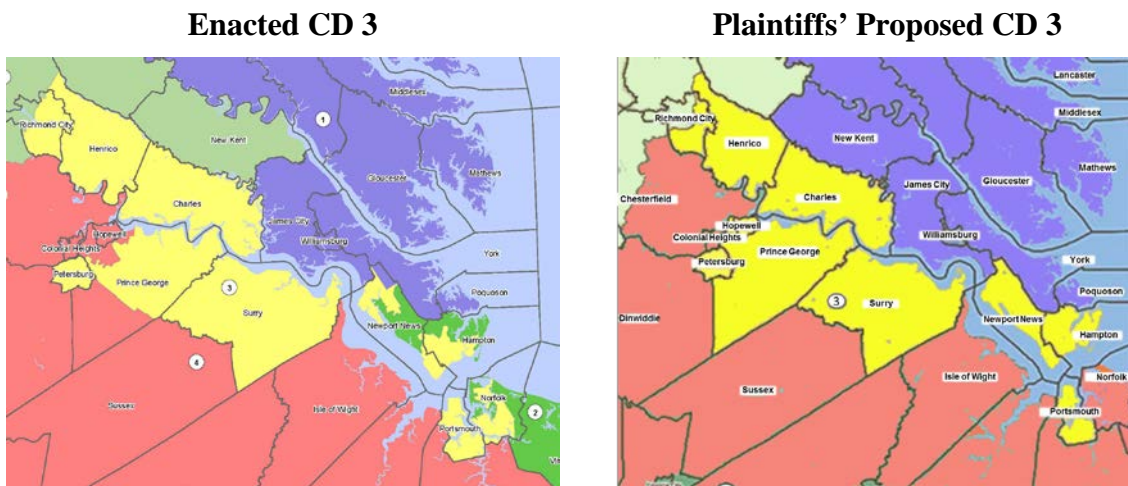 Enacted CD 3
Plaintiffs’ Proposed CD 3
Middlesex
1
Richmond City
Henrico
New Kent
Gloucester
Mathews
Charles
James City
Hopewell
Colonial Heights
Williamsburg
York
Petersburg
Prince George
3
Surry
Poquoson
Newport News
Hampton
4
Sussex
Isle of Wight
Norfolk
2
Portsmouth
Lancaster
Middlesex
Richmond City
Henrico
New Kent
Mathews
James City
Gloucester
Chesterfield
Charles
Hopewell
Colonial Heights
Williamsburg
Prince George
York
Petersburg
Poquoson
3
Surry
Newport News
Dinwiddie
Hampton
Isle of Wight
Norfolk
Sussex
Portsmouth